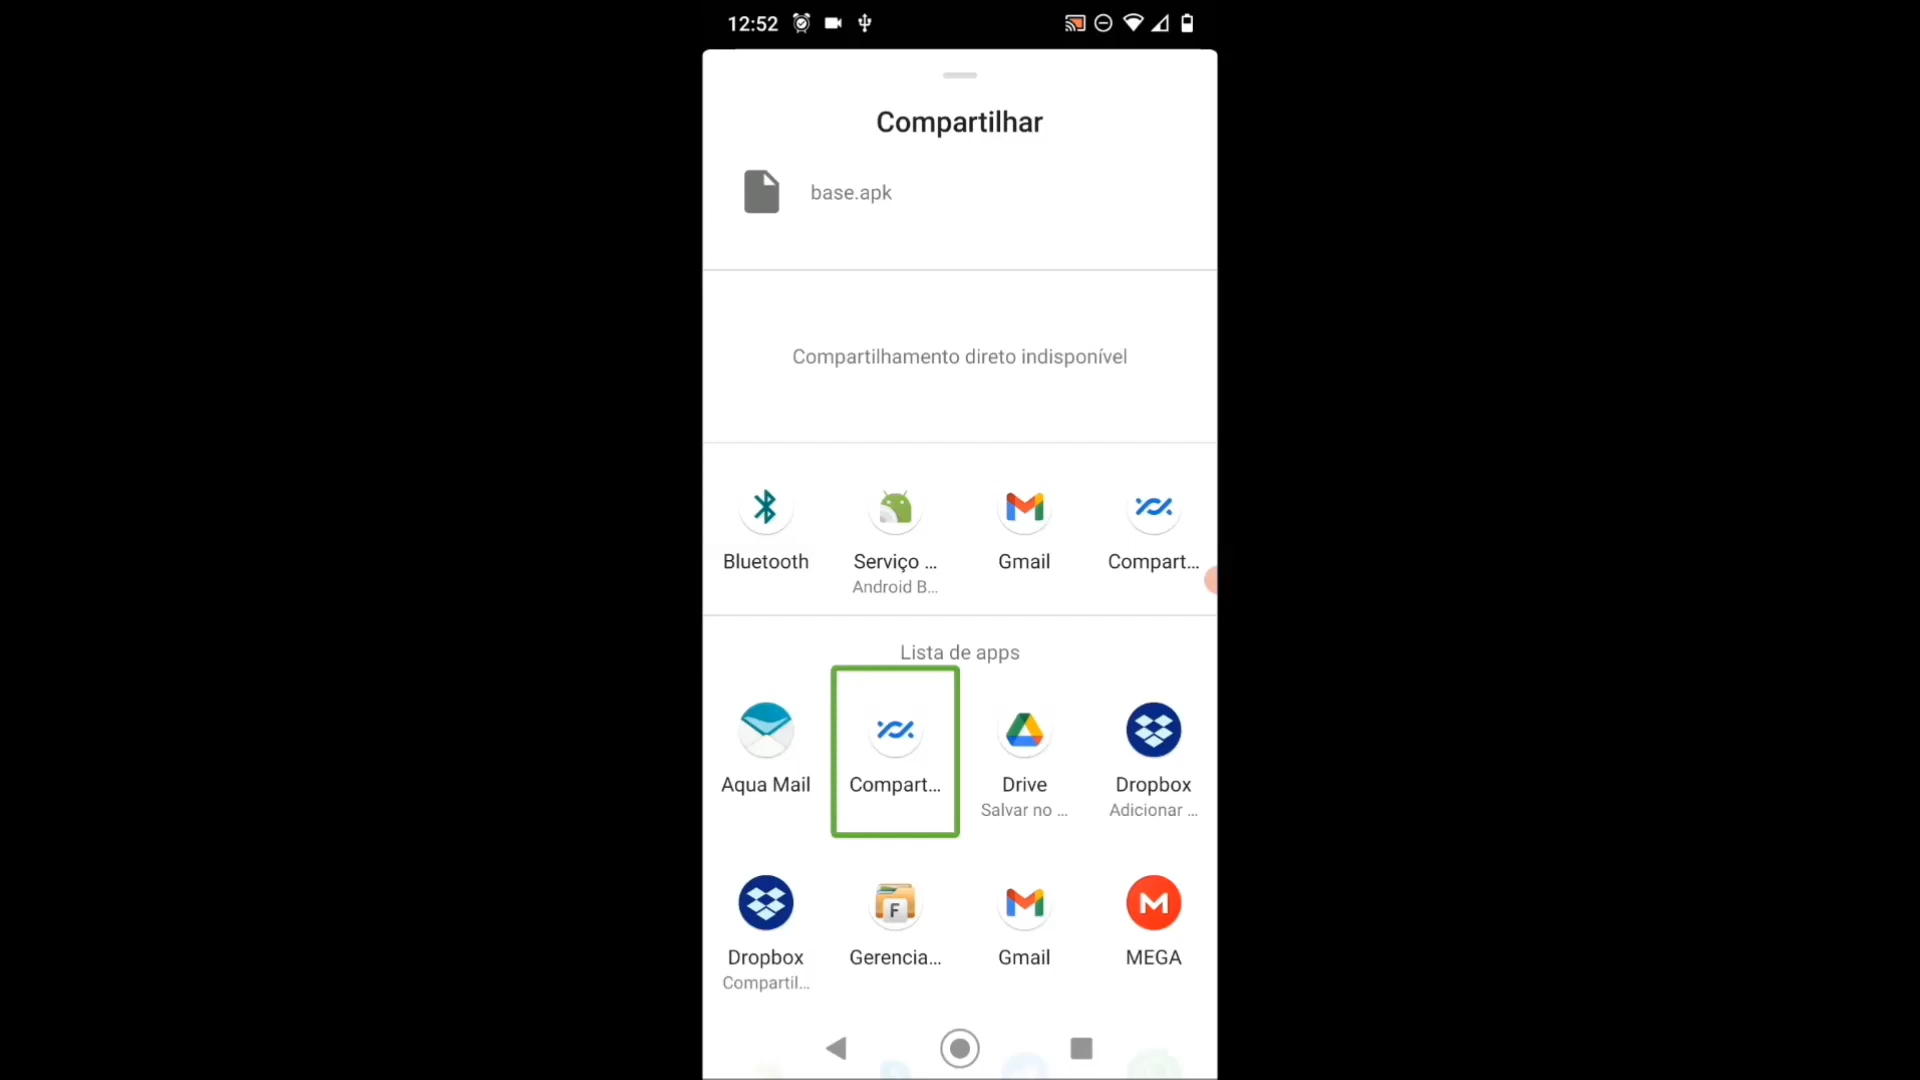 12:52
Compartilhar
base.apk
Compartilhamento direto indisponível
Bluetooth
Serviço ...
Gmail
Compart...
Android B...
Lista de apps
Aqua Mail
Compart...
Drive
Dropbox
Salvar no ...
Adicionar ...
F
M
Dropbox
Gerencia...
Gmail
MEGA
Compartil...